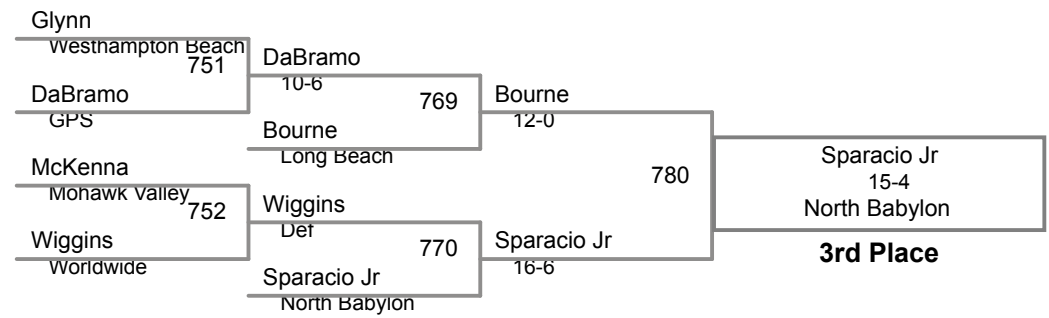 Glynn
Westhampton Beach
751
DaBramo
GPS
McKenna
Mohawk Valley
752
Wiggins
Worldwide
DaBramo
10-6
769
Bourne
Long Beach
Wiggins
Def
770
Sparacio Jr
North Babylon
Bourne
12-0
780
Sparacio Jr
16-6
Sparacio Jr
15-4
North Babylon
3rd Place